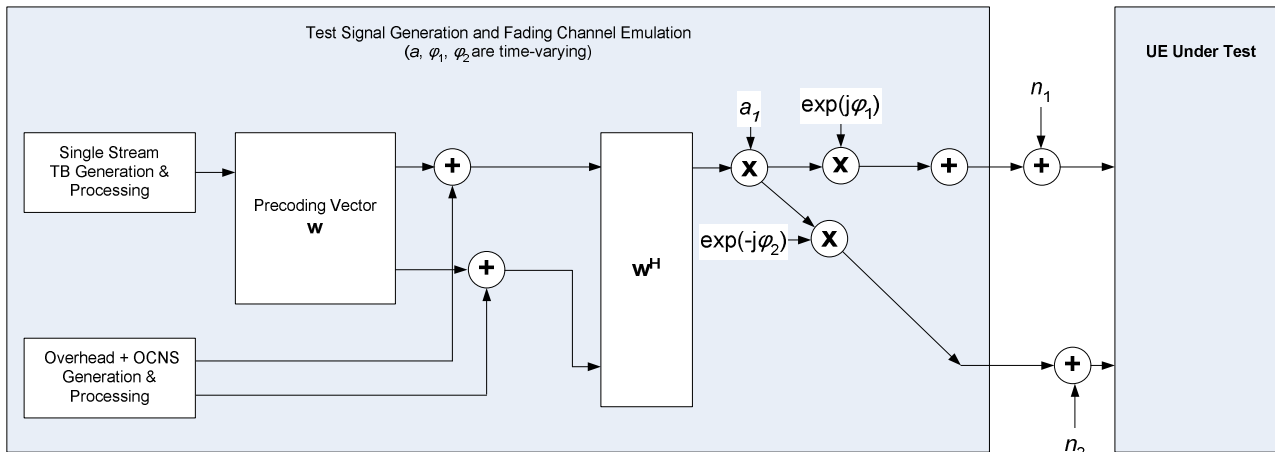 Test Signal Generation and Fading Channel Emulation
(a, φ1, φ2 are time-varying)
UE Under Test
Single Stream
TB Generation &
Processing
Precoding Vector
w
Overhead + OCNS
Generation &
Processing
w^H
a1
exp(jφ1)
exp(-jφ2)
+
+
x
x
x
+
+
+
n1
n2